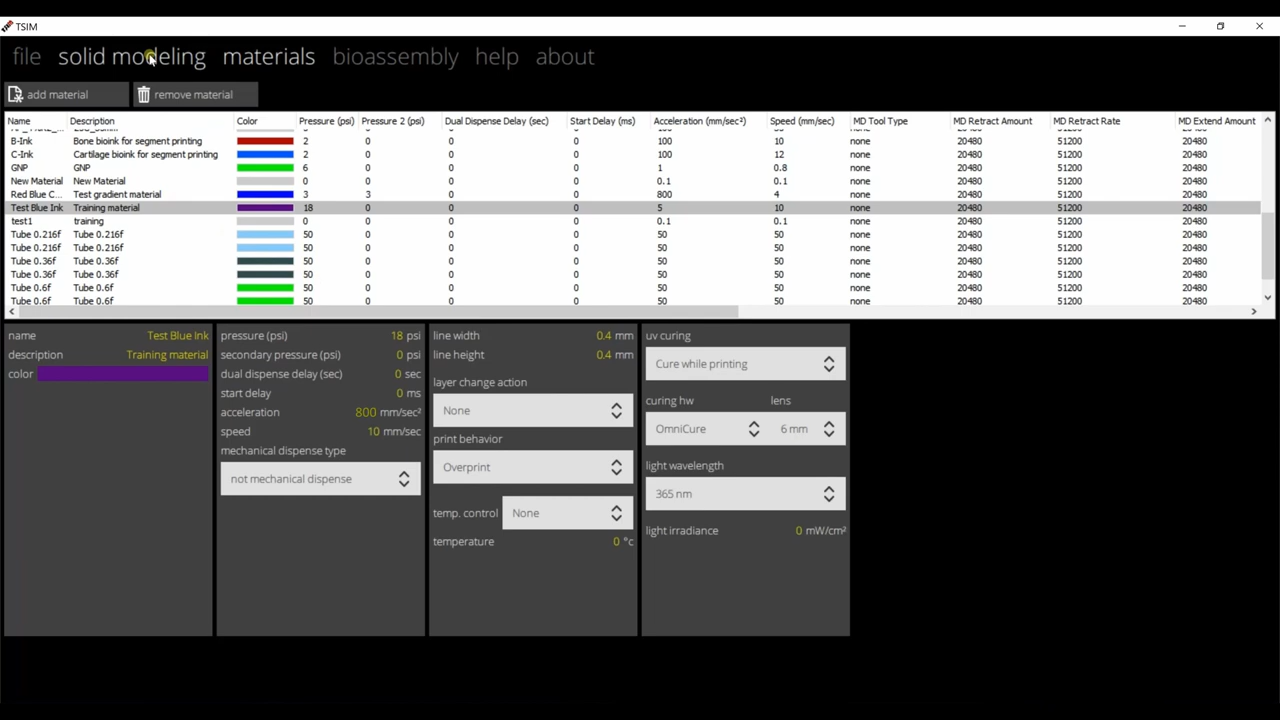 TSIM
file solid modeling materials bioassembly help about
add material remove material
Name Description Color Pressure (psi) Pressure 2 (psi) Dual Dispense Delay (sec) Start Delay (ms) Acceleration (mm/sec²) Speed (mm/sec) MD Tool Type MD Retract Amount MD Retract Rate MD Extend Amount
B-Ink Bone bioink for segment printing 2 0 0 0 100 10 none 20480 51200 20480
C-Ink Cartilage bioink for segment printing 2 0 0 0 100 12 none 20480 51200 20480
GNP GNP 6 0 0 0 1 0.8 none 20480 51200 20480
New Material New Material 0 0 0 0 0.1 0.1 none 20480 51200 20480
Red Blue C... Test gradient material 3 3 0 0 800 4 none 20480 51200 20480
Test Blue Ink Training material 18 0 0 0 5 10 none 20480 51200 20480
test1 training 0 0 0 0 0.1 0.1 none 20480 51200 20480
Tube 0.216f Tube 0.216f 50 0 0 0 50 50 none 20480 51200 20480
Tube 0.216f Tube 0.216f 50 0 0 0 50 50 none 20480 51200 20480
Tube 0.36f Tube 0.36f 50 0 0 0 50 50 none 20480 51200 20480
Tube 0.36f Tube 0.36f 50 0 0 0 50 50 none 20480 51200 20480
Tube 0.6f Tube 0.6f 50 0 0 0 50 50 none 20480 51200 20480
Tube 0.6f Tube 0.6f 50 0 0 0 50 50 none 20480 51200 20480
name Test Blue Ink
description Training material
color
pressure (psi) 18 psi
secondary pressure (psi) 0 psi
dual dispense delay (sec) 0 sec
start delay 0 ms
acceleration 800 mm/sec²
speed 10 mm/sec
mechanical dispense type
not mechanical dispense
line width 0.4 mm
line height 0.4 mm
layer change action
None
print behavior
Overprint
temp. control None
temperature 0 °c
uv curing
Cure while printing
curing hw lens
OmniCure 6 mm
light wavelength
365 nm
light irradiance 0 mW/cm²